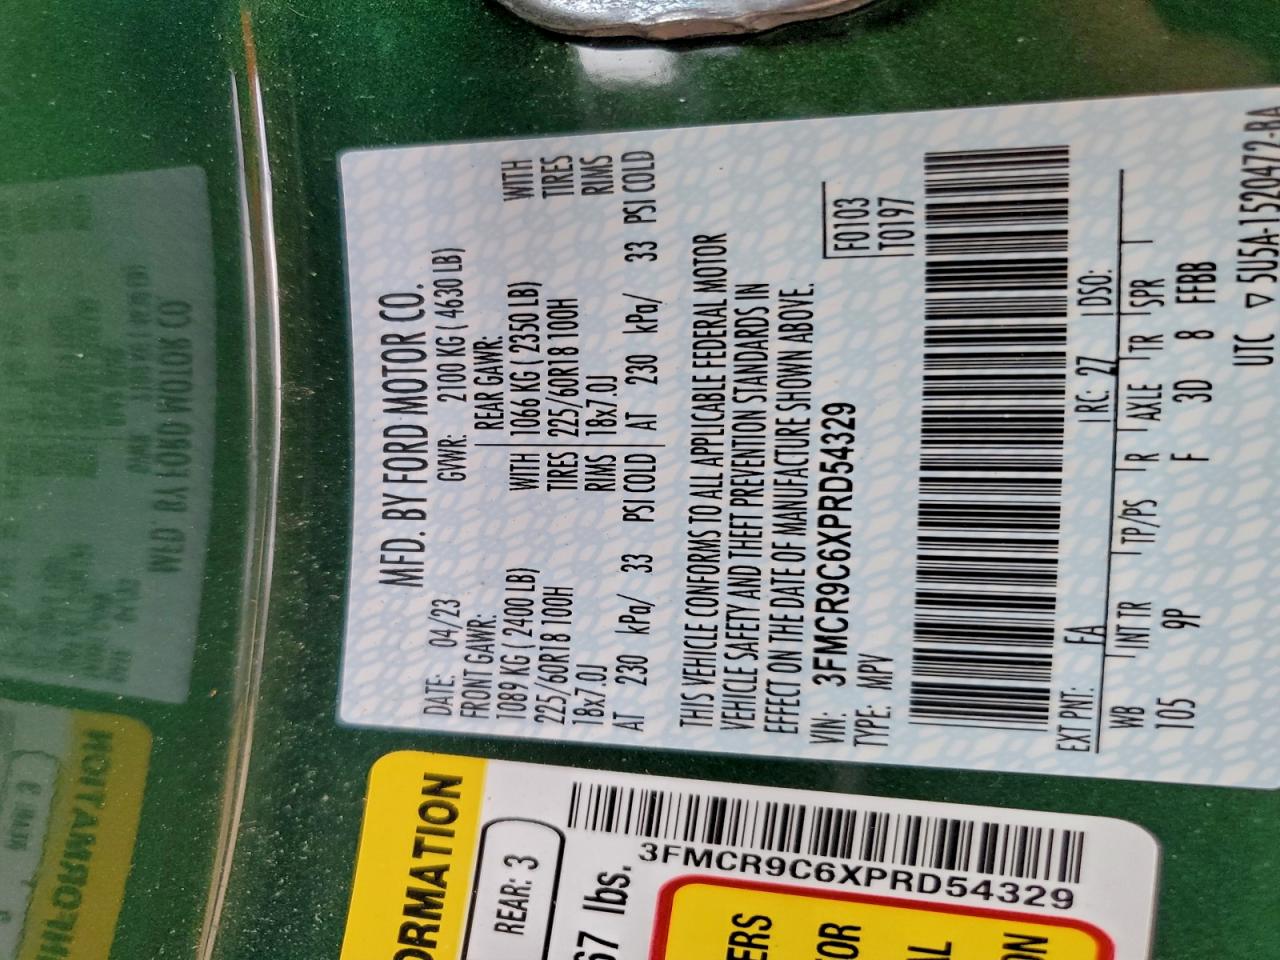 MFD. BY FORD MOTOR CO.
DATE: 04/23 GVWR: 2100 KG ( 4630 LB)
FRONT GAWR: REAR GAWR:
1089 KG ( 2400 LB) WITH 1066 KG ( 2350 LB) WITH
225/60R18 100H TIRES 225/60R18 100H TIRES
18x7.0J RIMS 18x7.0J RIMS
AT 230 kPa/ 33 PSI COLD AT 230 kPa/ 33 PSI COLD
THIS VEHICLE CONFORMS TO ALL APPLICABLE FEDERAL MOTOR
VEHICLE SAFETY AND THEFT PREVENTION STANDARDS IN
EFFECT ON THE DATE OF MANUFACTURE SHOWN ABOVE.
VIN: 3FMCR9C6XPRD54329 F0103
TYPE: MPV T0197
EXT PNT: FA RC: 27 DSO:
WB INT TR TP/PS R AXLE TR SPR
105 9P F 3D 8 FFBB
UTC ▽ 5U5A-1520472-BA
ORMATION
REAR: 3
67 lbs.
3FMCR9C6XPRD54329
ERS
FOR
AL
ON